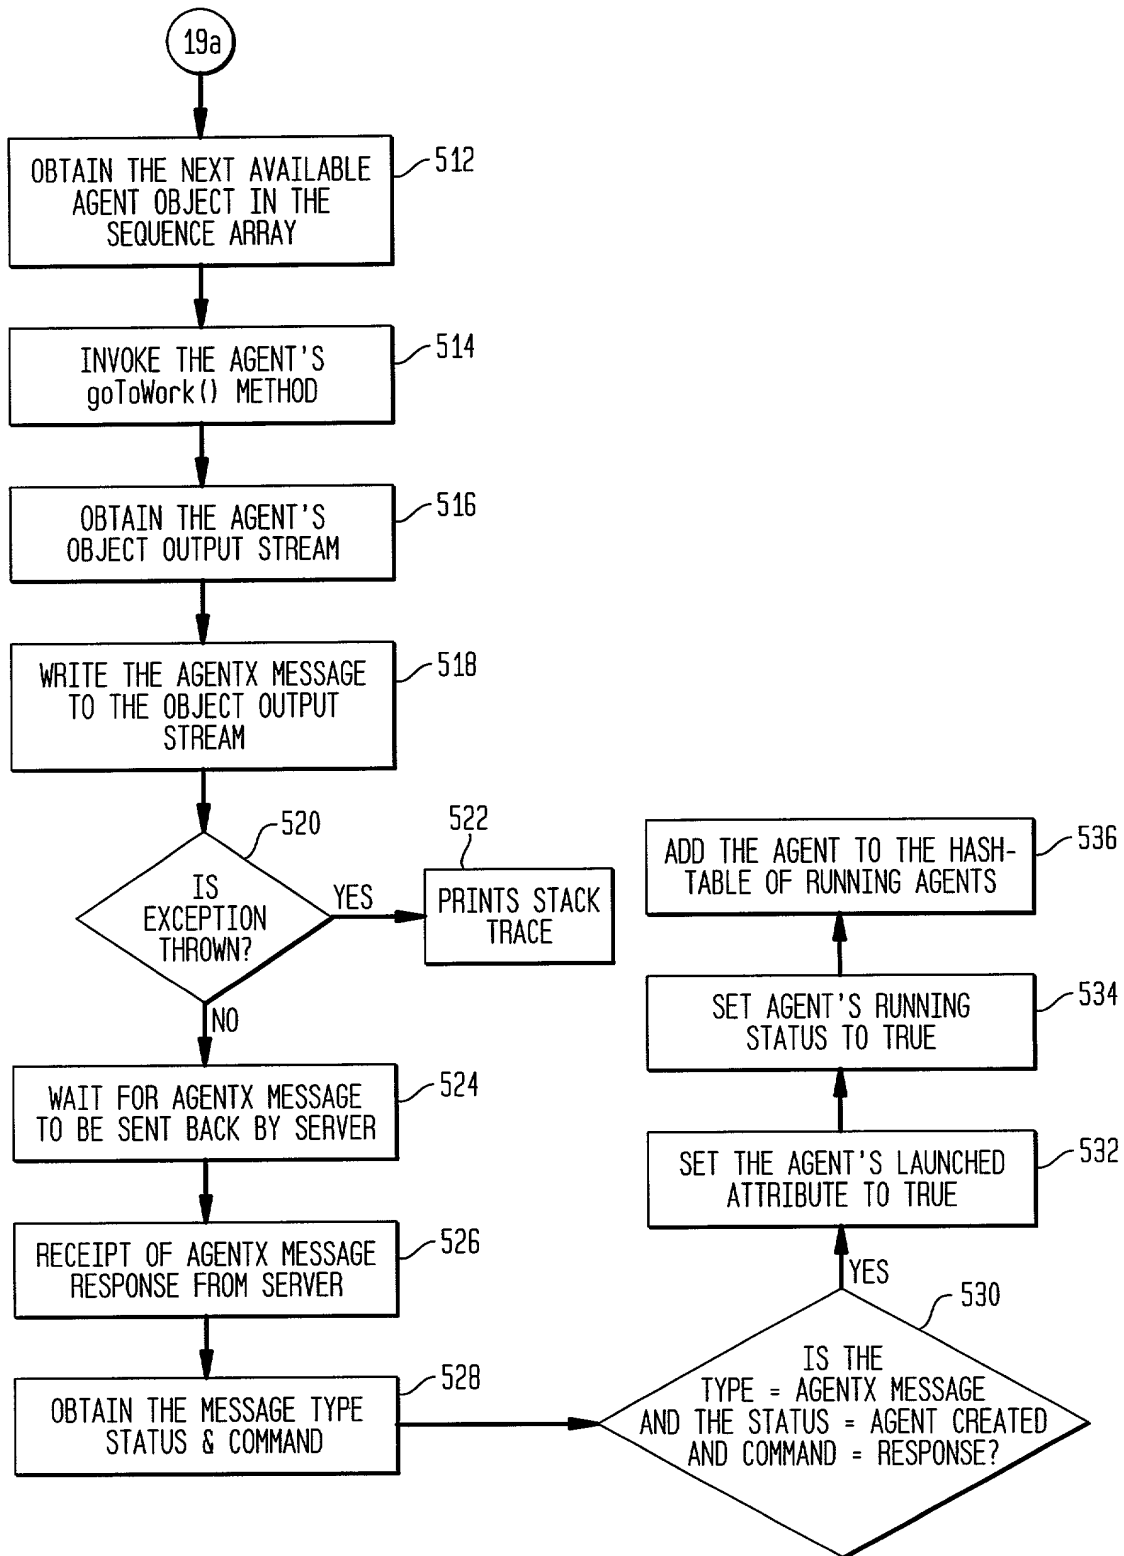 19a
OBTAIN THE NEXT AVAILABLE
AGENT OBJECT IN THE
SEQUENCE ARRAY
512
INVOKE THE AGENT'S
goToWork() METHOD
514
OBTAIN THE AGENT'S
OBJECT OUTPUT STREAM
516
WRITE THE AGENTX MESSAGE
TO THE OBJECT OUTPUT
STREAM
518
IS
EXCEPTION
THROWN?
520
YES
PRINTS STACK
TRACE
522
NO
WAIT FOR AGENTX MESSAGE
TO BE SENT BACK BY SERVER
524
RECEIPT OF AGENTX MESSAGE
RESPONSE FROM SERVER
526
OBTAIN THE MESSAGE TYPE
STATUS & COMMAND
528
IS THE
TYPE = AGENTX MESSAGE
AND THE STATUS = AGENT CREATED
AND COMMAND = RESPONSE?
530
YES
SET THE AGENT'S LAUNCHED
ATTRIBUTE TO TRUE
532
SET AGENT'S RUNNING
STATUS TO TRUE
534
ADD THE AGENT TO THE HASH-
TABLE OF RUNNING AGENTS
536